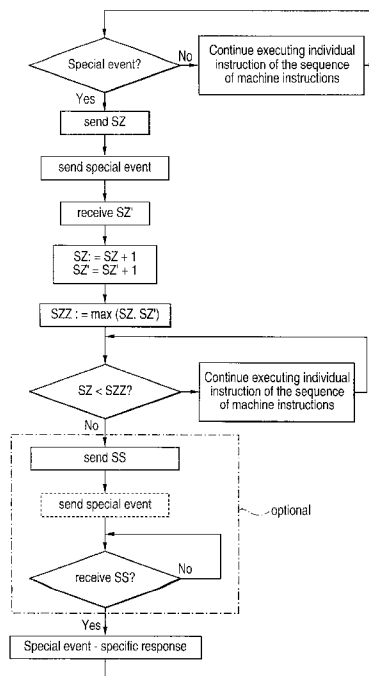 Special event?
No
Continue executing individual
instruction of the sequence
of machine instructions
Yes
send SZ
send special event
receive SZ'
SZ: = SZ + 1
SZ' = SZ' + 1
SZZ : = max (SZ. SZ')
SZ < SZZ?
Continue executing individual
instruction of the sequence
of machine instructions
No
send SS
send special event
optional
receive SS?
No
Yes
Special event - specific response